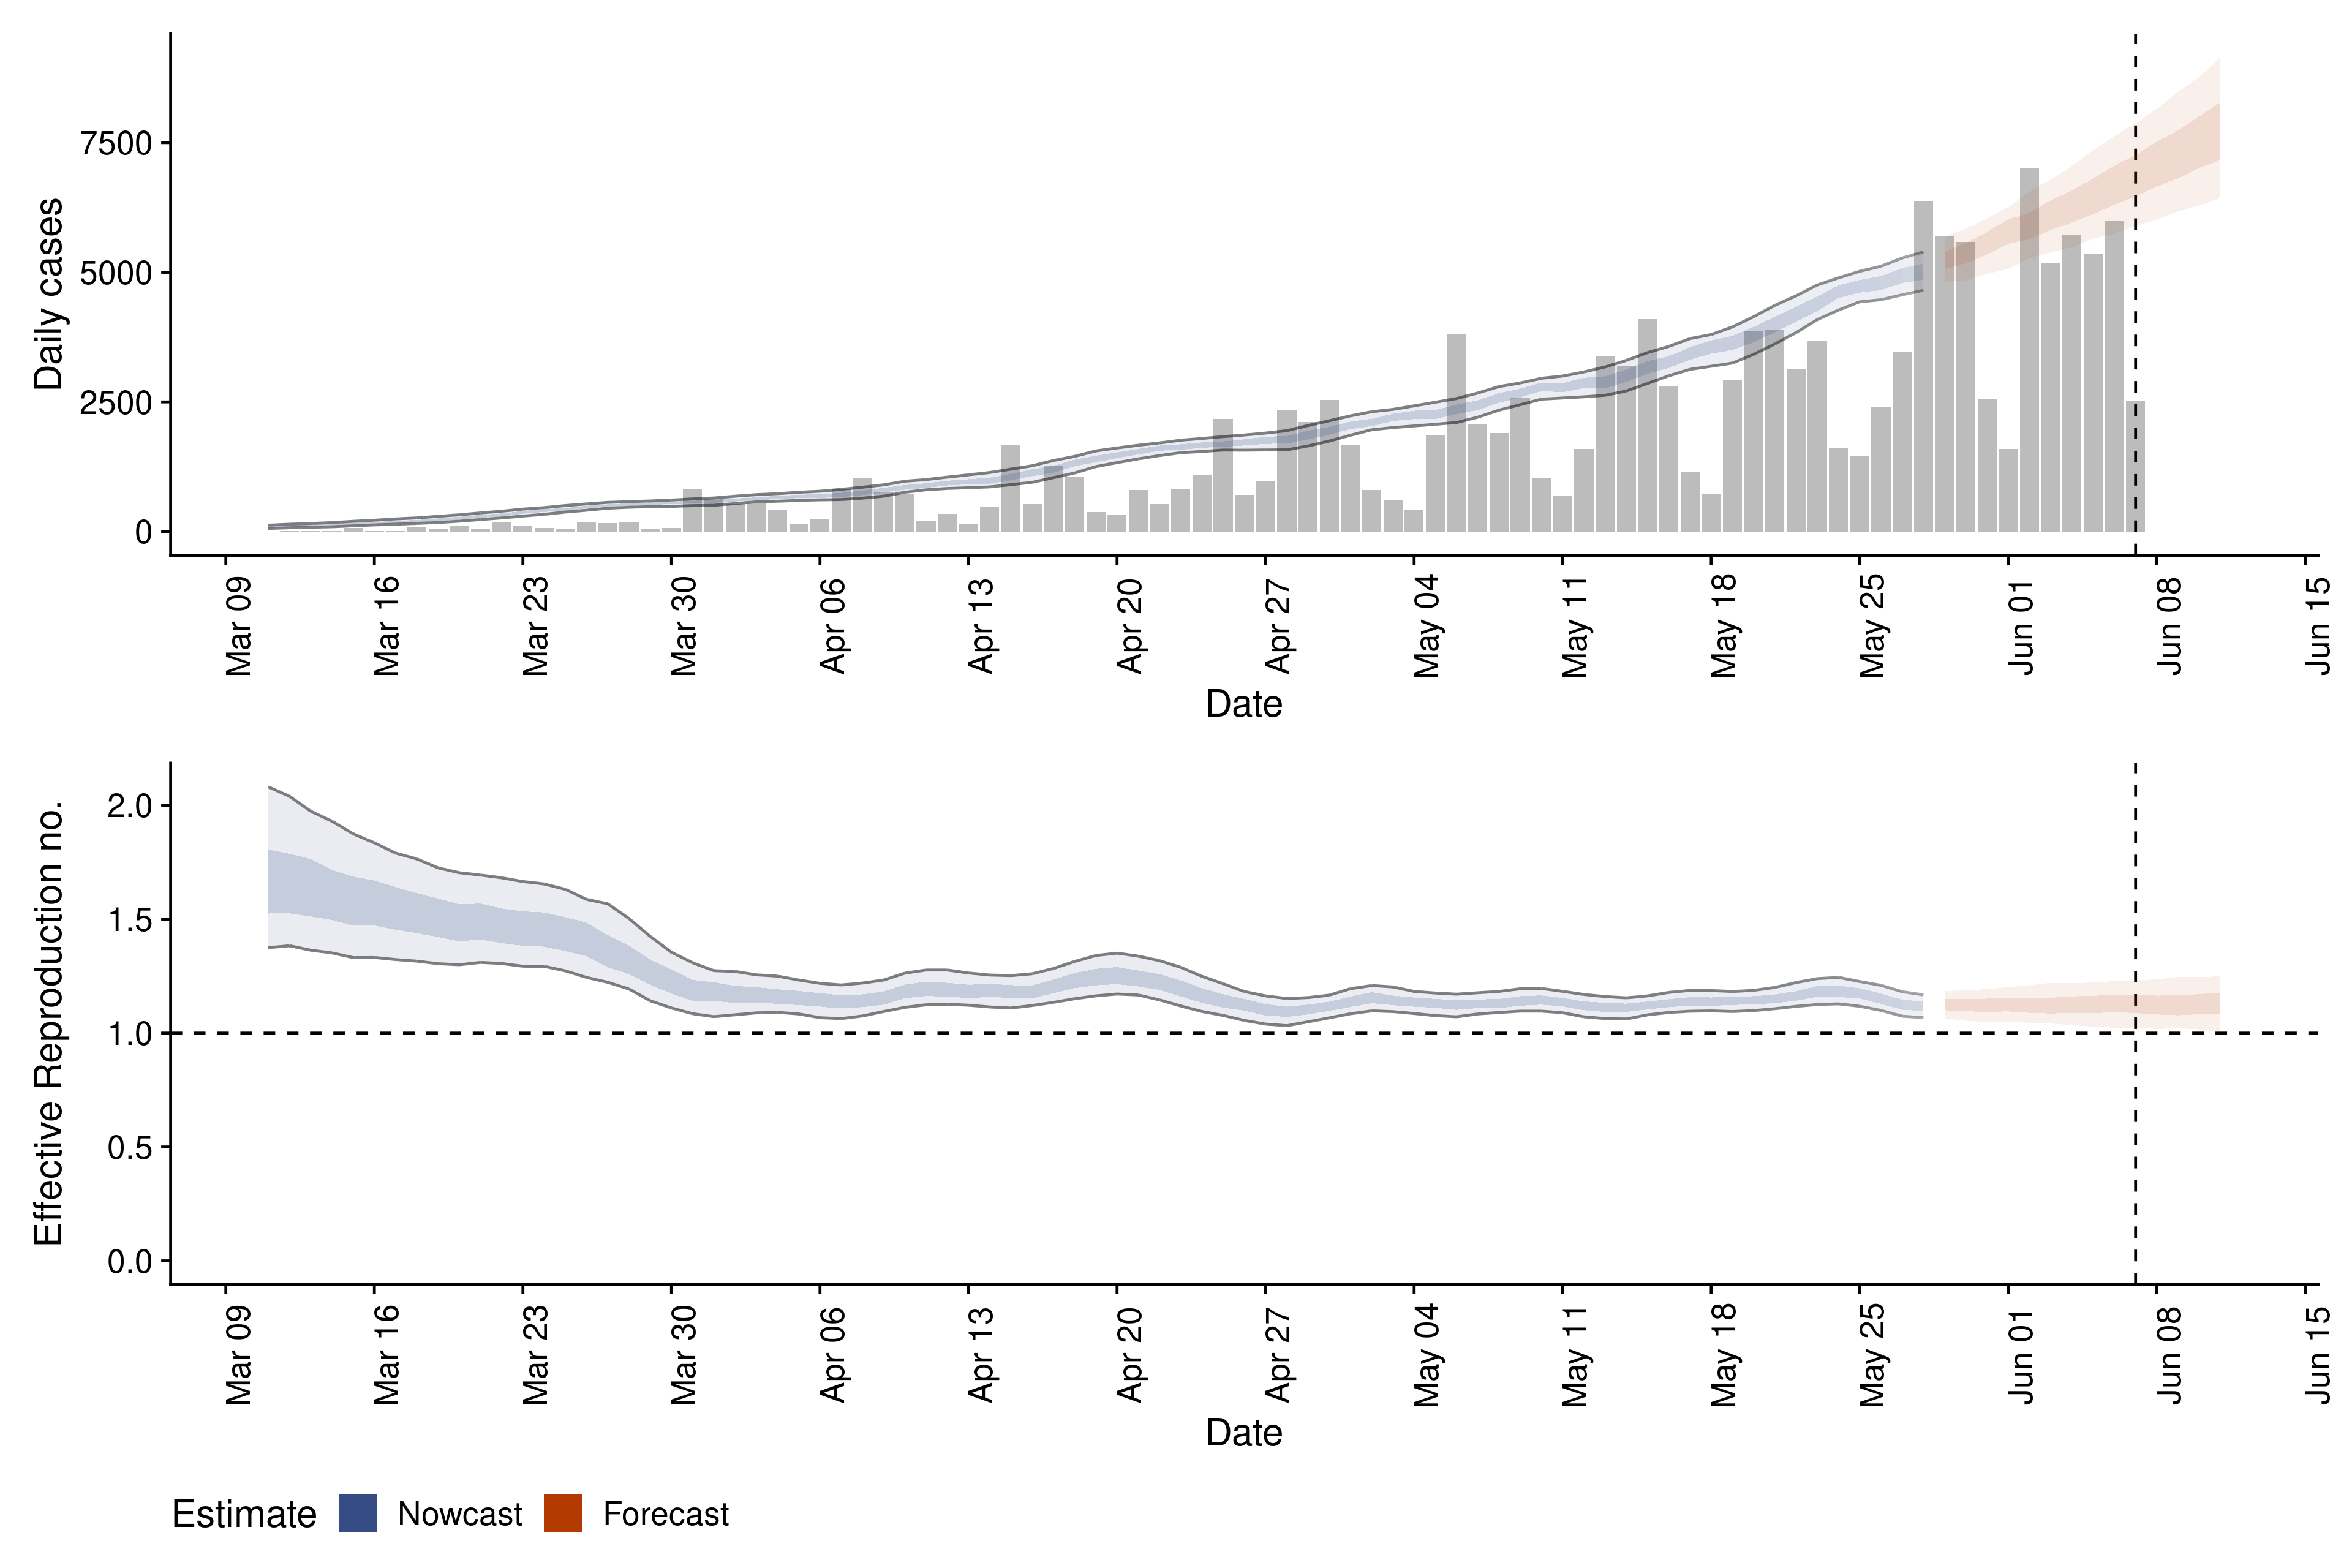 Daily cases
7500
5000
2500
0
Mar 09 Mar 16 Mar 23 Mar 30 Apr 06 Apr 13 Apr 20 Apr 27 May 04 May 11 May 18 May 25 Jun 01 Jun 08 Jun 15
Date
Effective Reproduction no.
2.0
1.5
1.0
0.5
0.0
Mar 09 Mar 16 Mar 23 Mar 30 Apr 06 Apr 13 Apr 20 Apr 27 May 04 May 11 May 18 May 25 Jun 01 Jun 08 Jun 15
Date
Estimate Nowcast Forecast